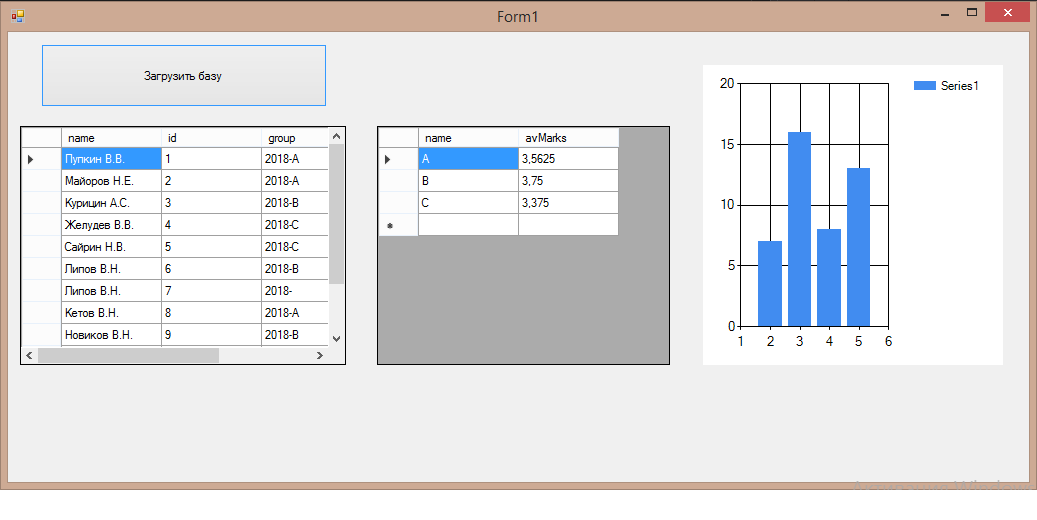 Form1
Загрузить базу
name id group
Пупкин В.В. 1 2018-A
Майоров Н.Е. 2 2018-A
Курицин А.С. 3 2018-B
Желудев В.В. 4 2018-C
Сайрин Н.В. 5 2018-C
Липов В.Н. 6 2018-B
Липов В.Н. 7 2018-
Кетов В.Н. 8 2018-A
Новиков В.Н. 9 2018-B
name avMarks
A 3,5625
B 3,75
C 3,375
20
15
10
5
0
1 2 3 4 5 6
Series1